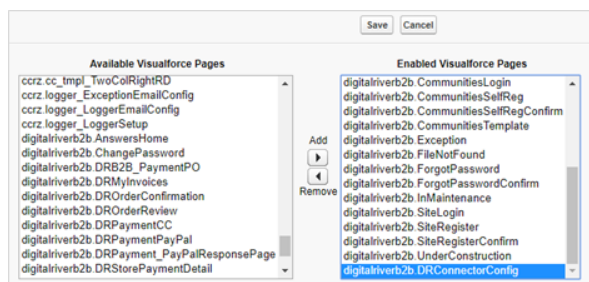 Save Cancel
Available Visualforce Pages
ccrz.cc_tmpl_TwoColRightRD
ccrz.logger_ExceptionEmailConfig
ccrz.logger_LoggerEmailConfig
ccrz.logger_LoggerSetup
digitalriverb2b.AnswersHome
digitalriverb2b.ChangePassword
digitalriverb2b.DRB2B_PaymentPO
digitalriverb2b.DRMyInvoices
digitalriverb2b.DROrderConfirmation
digitalriverb2b.DROrderReview
digitalriverb2b.DRPaymentCC
digitalriverb2b.DRPaymentPayPal
digitalriverb2b.DRPayment_PayPalResponsePage
digitalriverb2b.DRStorePaymentDetail
Add
Remove
Enabled Visualforce Pages
digitalriverb2b.CommunitiesLogin
digitalriverb2b.CommunitiesSelfReg
digitalriverb2b.CommunitiesSelfRegConfirm
digitalriverb2b.CommunitiesTemplate
digitalriverb2b.Exception
digitalriverb2b.FileNotFound
digitalriverb2b.ForgotPassword
digitalriverb2b.ForgotPasswordConfirm
digitalriverb2b.InMaintenance
digitalriverb2b.SiteLogin
digitalriverb2b.SiteRegister
digitalriverb2b.SiteRegisterConfirm
digitalriverb2b.UnderConstruction
digitalriverb2b.DRConnectorConfig